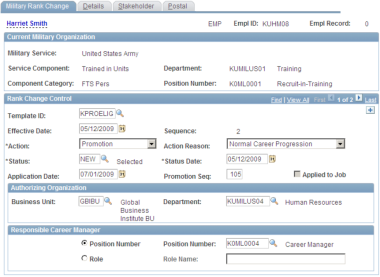 Military Rank Change Details Stakeholder Postal
Harriet Smith EMP Empl ID: KUHM08 Empl Record: 0
Current Military Organization
Military Service: United States Army
Service Component: Trained in Units Department: KUMILUS01 Training
Component Category: FTS Pers Position Number: K0ML0001 Recruit-in-Training
Rank Change Control Find | View All First 1 of 2 Last
Template ID: KPROELIG
Effective Date: 05/12/2009 Sequence: 2
*Action: Promotion Action Reason: Normal Career Progression
*Status: NEW Selected *Status Date: 05/12/2009
Application Date: 07/01/2009 Promotion Seq: 105 Applied to Job
Authorizing Organization
Business Unit: GBIBU Global Department: KUMILUS04 Human Resources
Business
Institute BU
Responsible Career Manager
Position Number Position Number: K0ML0004 Career Manager
Role Role Name: